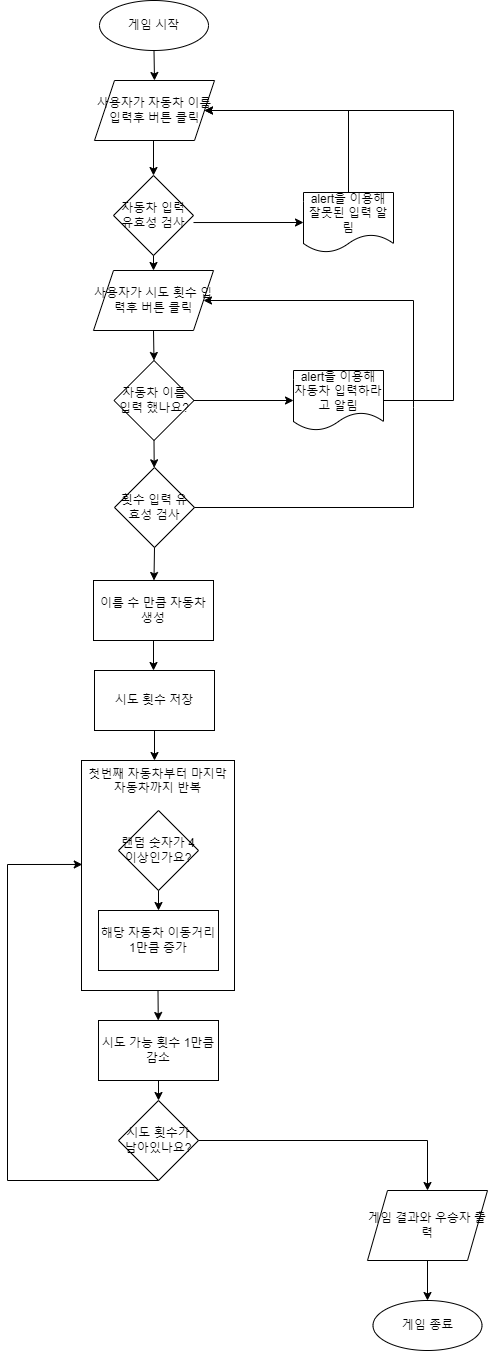 게임 시작
사용자가 자동차 이름
입력후 버튼 클릭
자동차 입력
유효성 검사
alert을 이용해
잘못된 입력 알
림
사용자가 시도 횟수 입
력후 버튼 클릭
자동차 이름
입력 했나요?
alert을 이용해
자동차 입력하라
고 알림
횟수 입력 유
효성 검사
이름 수 만큼 자동차
생성
시도 횟수 저장
첫번째 자동차부터 마지막
자동차까지 반복
랜덤 숫자가 4
이상인가요?
해당 자동차 이동거리
1만큼 증가
시도 가능 횟수 1만큼
감소
시도 횟수가
남아있나요?
게임 결과와 우승자 출
력
게임 종료